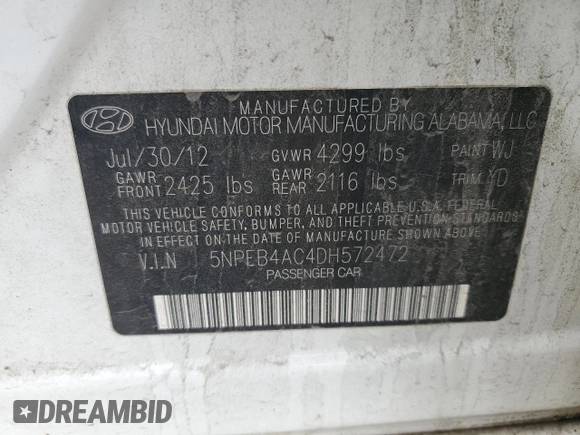 MANUFACTURED BY
HYUNDAI MOTOR MANUFACTURING ALABAMA, LLC
Jul/30/12 GVWR 4299 lbs PAINT WJ
GAWR FRONT 2425 lbs GAWR REAR 2116 lbs TRIM YD
THIS VEHICLE CONFORMS TO ALL APPLICABLE U.S.A. FEDERAL
MOTOR VEHICLE SAFETY, BUMPER, AND THEFT PREVENTION STANDARDS
IN EFFECT ON THE DATE OF MANUFACTURE SHOWN ABOVE.
V.I.N 5NPEB4AC4DH572472
PASSENGER CAR
DREAMBID